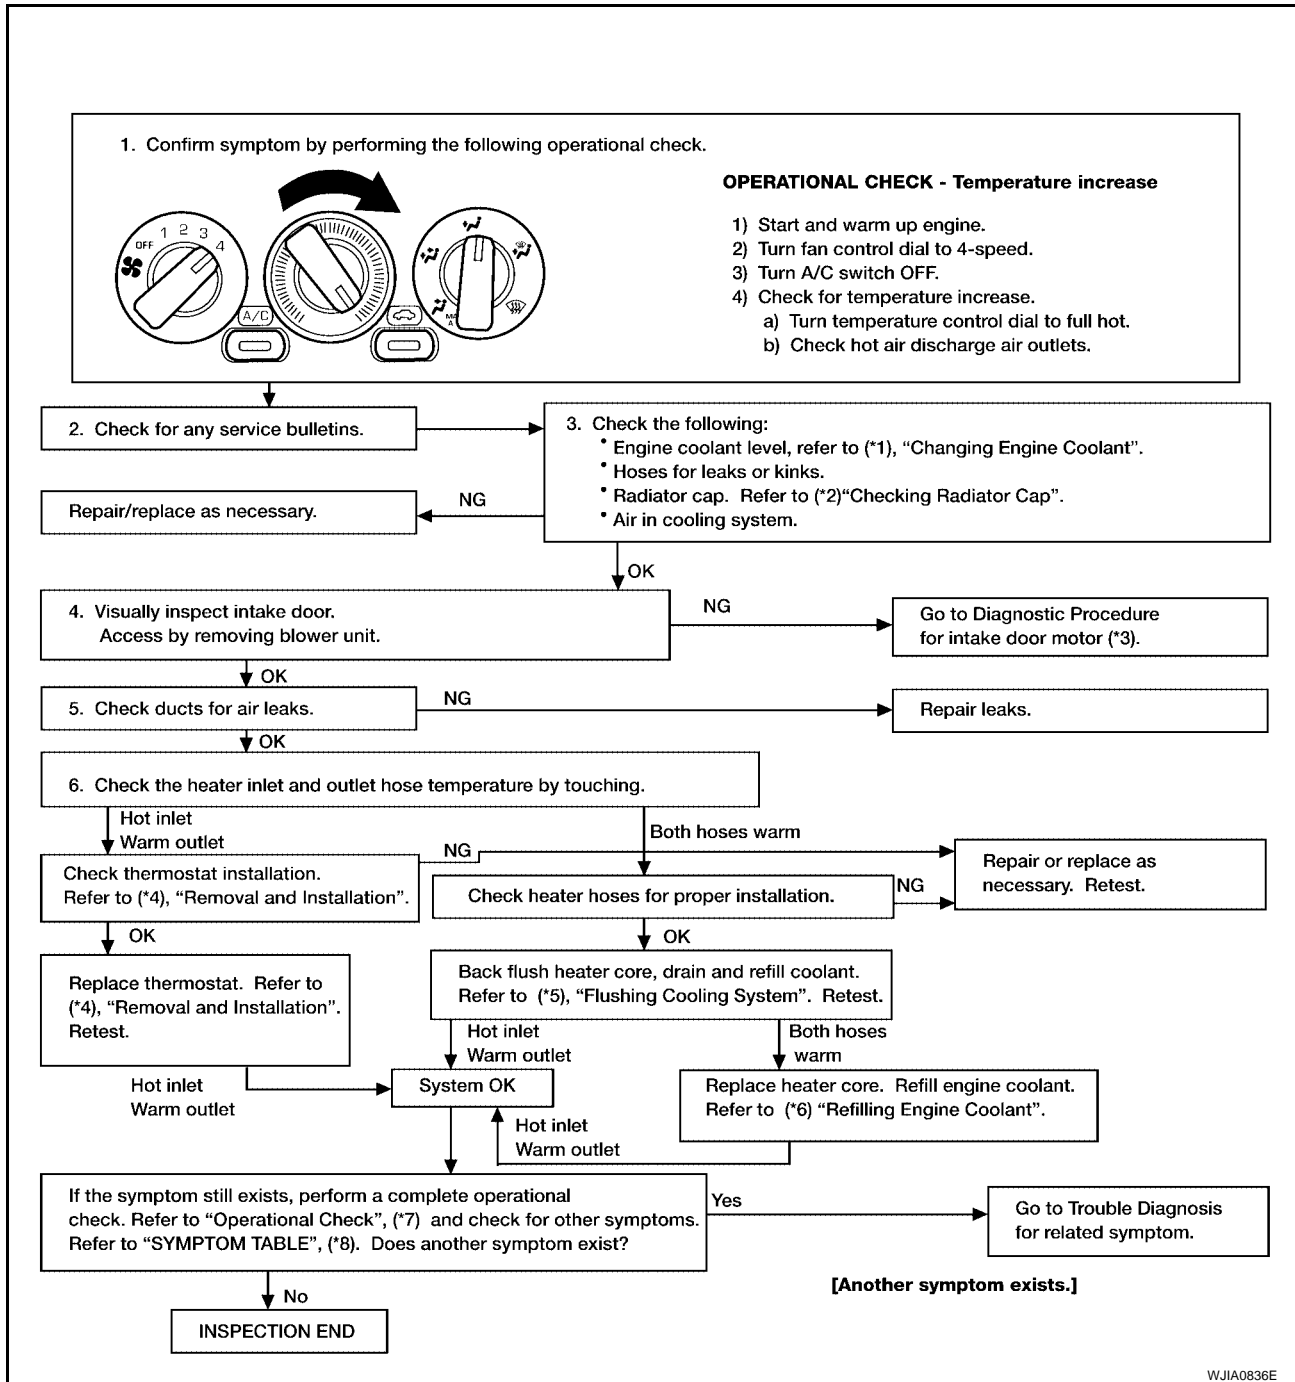 1. Confirm symptom by performing the following operational check.
OFF 1 2 3 4
A/C
MA
A
OPERATIONAL CHECK - Temperature increase
1) Start and warm up engine.
2) Turn fan control dial to 4-speed.
3) Turn A/C switch OFF.
4) Check for temperature increase.
a) Turn temperature control dial to full hot.
b) Check hot air discharge air outlets.
2. Check for any service bulletins.
3. Check the following:
• Engine coolant level, refer to (*1), “Changing Engine Coolant”.
• Hoses for leaks or kinks.
• Radiator cap. Refer to (*2)“Checking Radiator Cap”.
• Air in cooling system.
NG
Repair/replace as necessary.
OK
4. Visually inspect intake door.
Access by removing blower unit.
NG
Go to Diagnostic Procedure
for intake door motor (*3).
OK
5. Check ducts for air leaks.
NG
Repair leaks.
OK
6. Check the heater inlet and outlet hose temperature by touching.
Hot inlet
Warm outlet
Both hoses warm
Check thermostat installation.
Refer to (*4), “Removal and Installation”.
NG
Check heater hoses for proper installation.
NG
Repair or replace as
necessary. Retest.
OK
OK
Replace thermostat. Refer to
(*4), “Removal and Installation”.
Retest.
Back flush heater core, drain and refill coolant.
Refer to (*5), “Flushing Cooling System”. Retest.
Hot inlet
Warm outlet
Both hoses
warm
Hot inlet
Warm outlet
System OK
Replace heater core. Refill engine coolant.
Refer to (*6) “Refilling Engine Coolant”.
Hot inlet
Warm outlet
If the symptom still exists, perform a complete operational
check. Refer to “Operational Check”, (*7) and check for other symptoms.
Refer to “SYMPTOM TABLE”, (*8). Does another symptom exist?
Yes
Go to Trouble Diagnosis
for related symptom.
[Another symptom exists.]
No
INSPECTION END
WJIA0836E